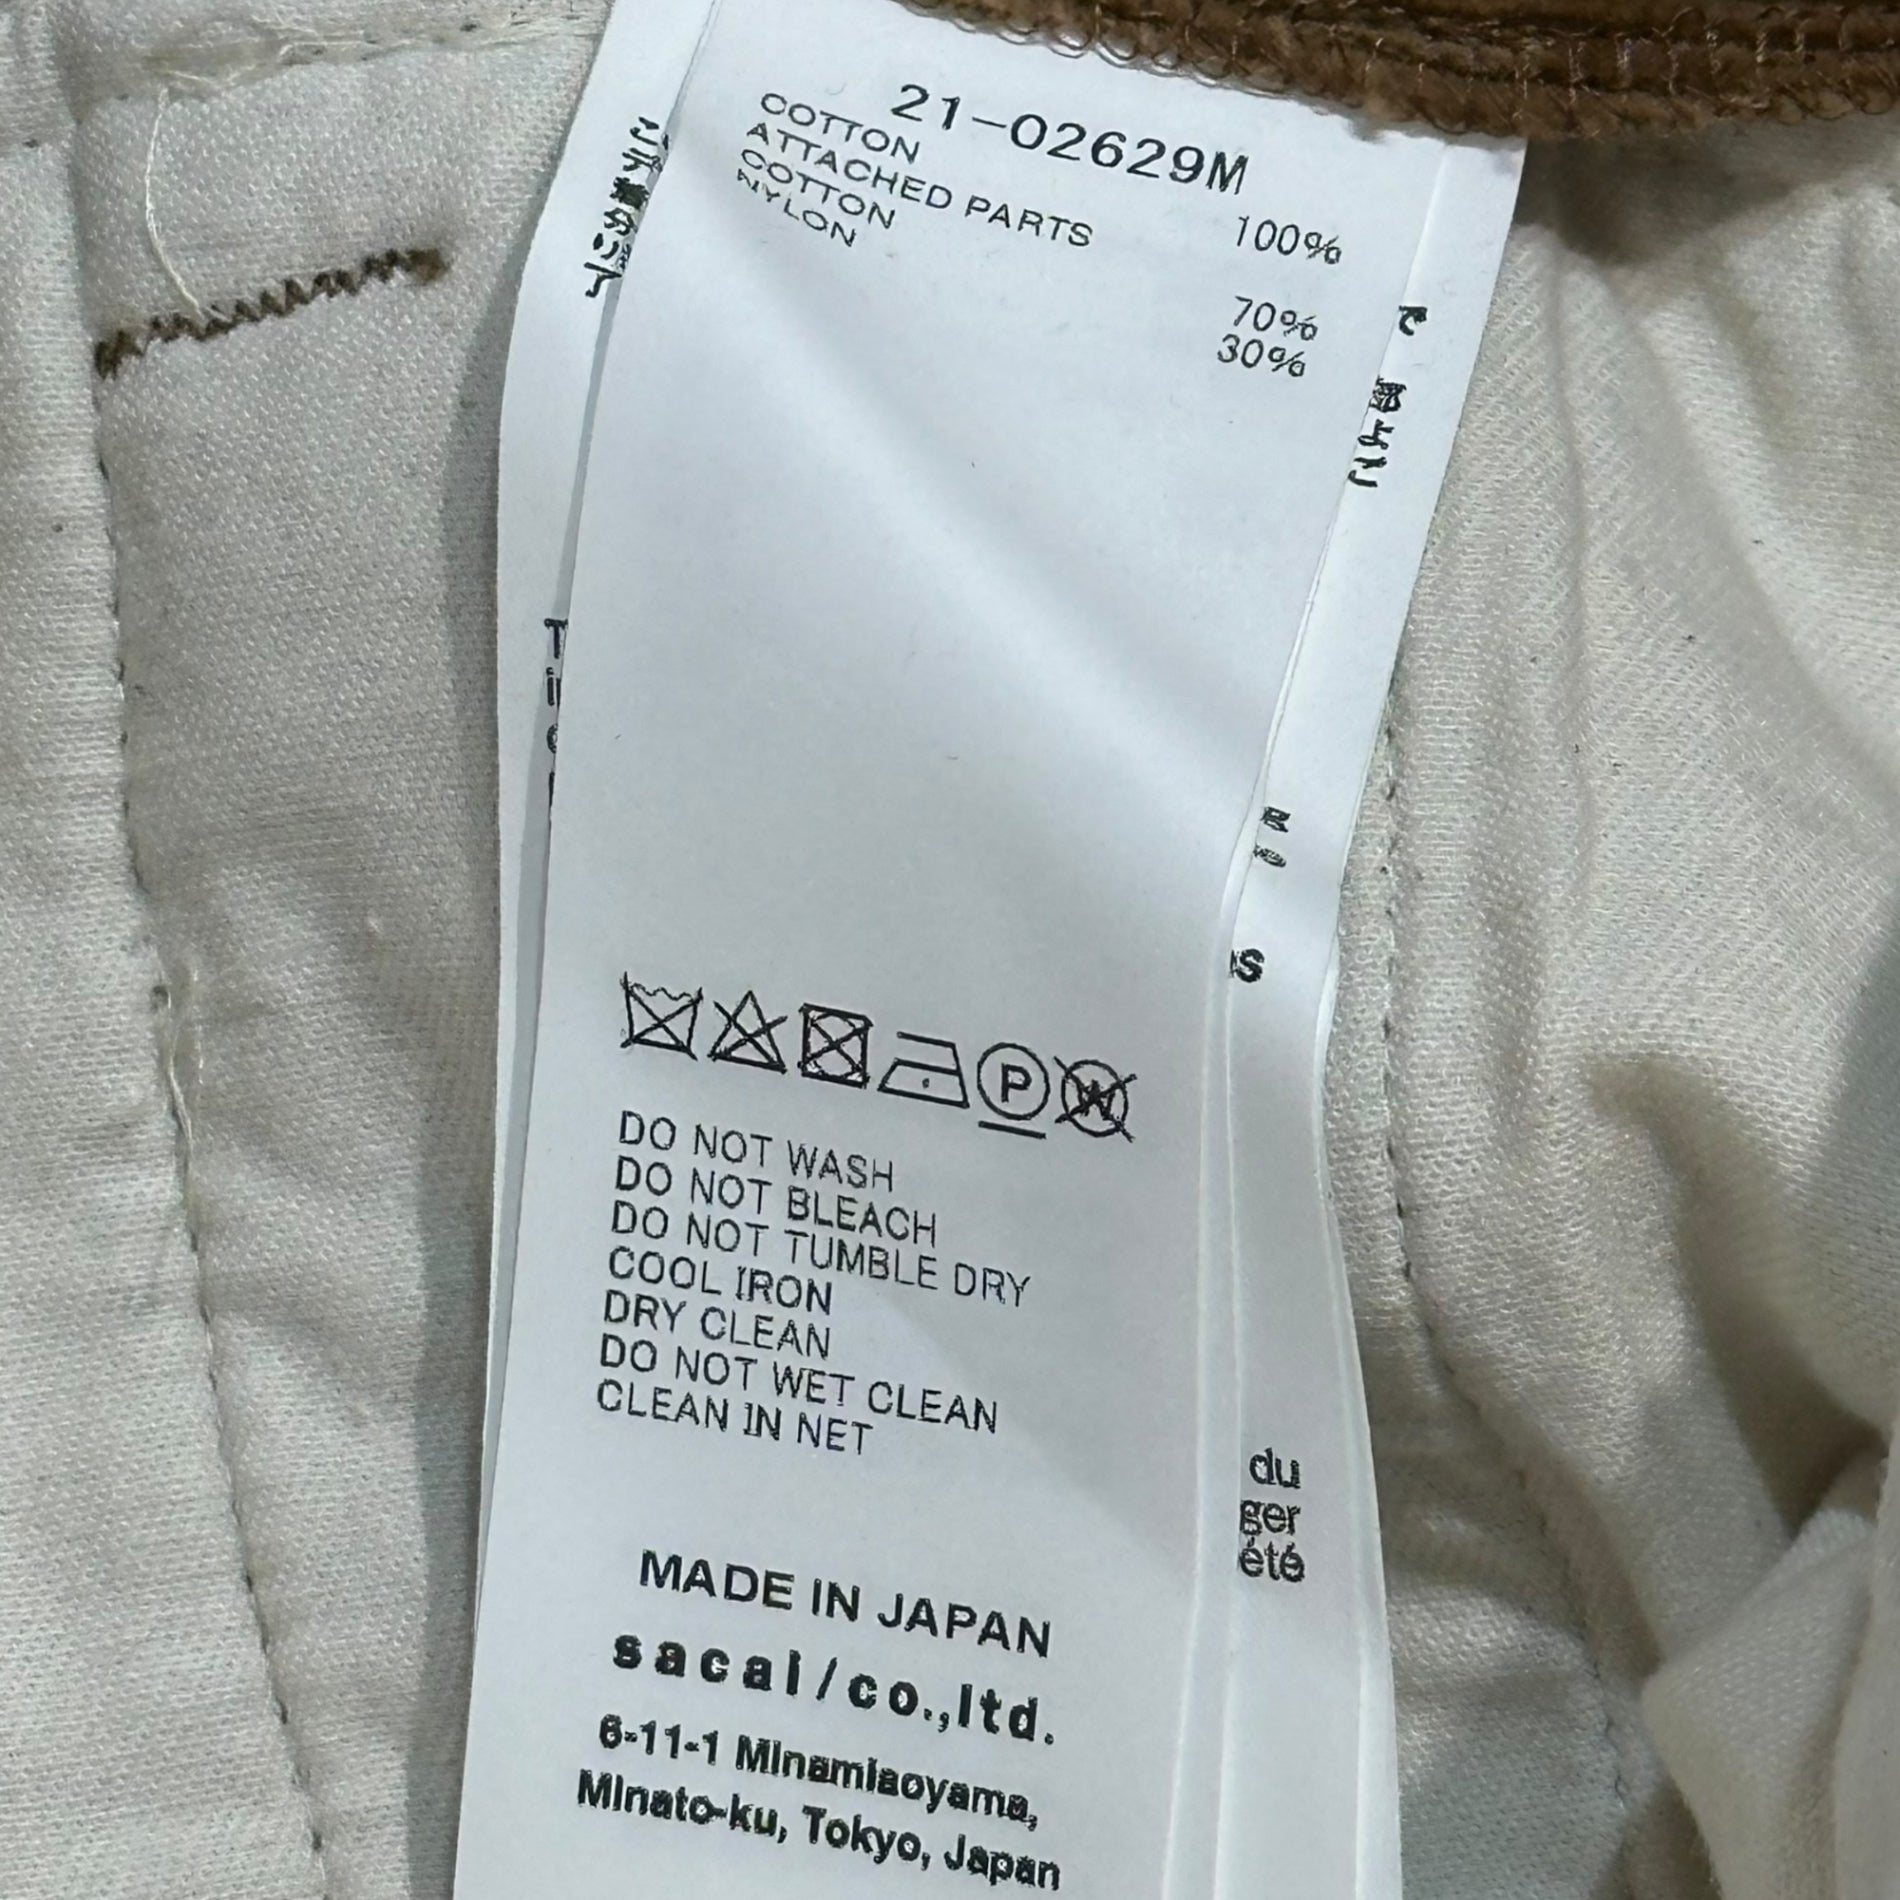 21-02629M
COTTON 100%
ATTACHED PARTS
COTTON 70%
NYLON 30%
P W
DO NOT WASH
DO NOT BLEACH
DO NOT TUMBLE DRY
COOL IRON
DRY CLEAN
DO NOT WET CLEAN
CLEAN IN NET
MADE IN JAPAN
sacai/co.,ltd.
6-11-1 Minamiaoyama,
Minato-ku, Tokyo, Japan
du
ger
été